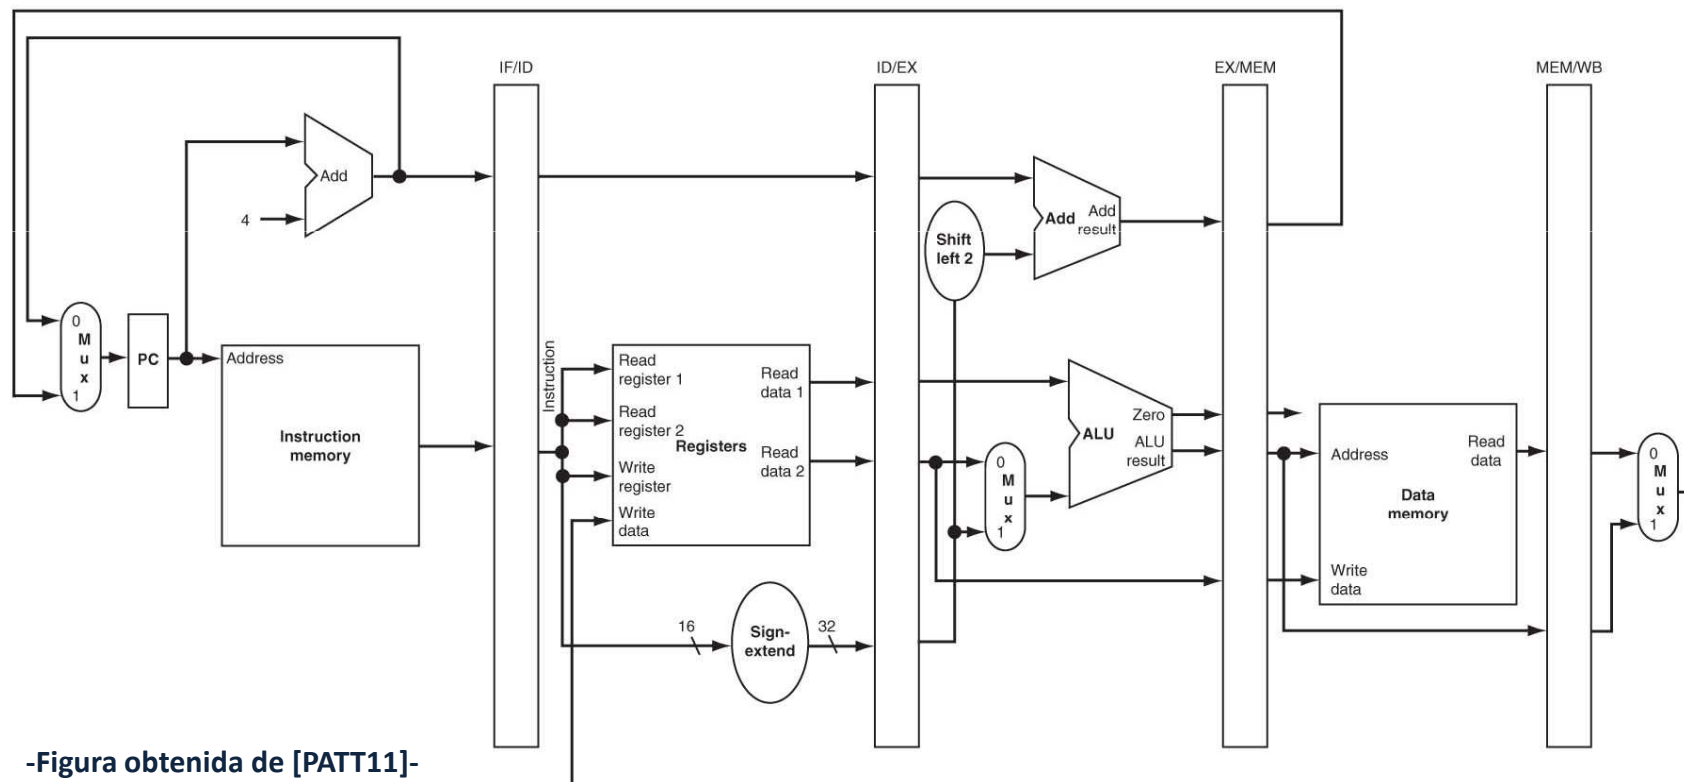 IF/ID
ID/EX
EX/MEM
MEM/WB
Add
4
Shift
left 2
Add
Add
result
0
M
u
x
1
PC
Address
Instruction
memory
Instruction
Read
register 1
Read
register 2
Write
register
Write
data
Registers
Read
data 1
Read
data 2
0
M
u
x
1
ALU
Zero
ALU
result
Address
Write
data
Data
memory
Read
data
0
M
u
x
1
16
Sign-
extend
32
-Figura obtenida de [PATT11]-